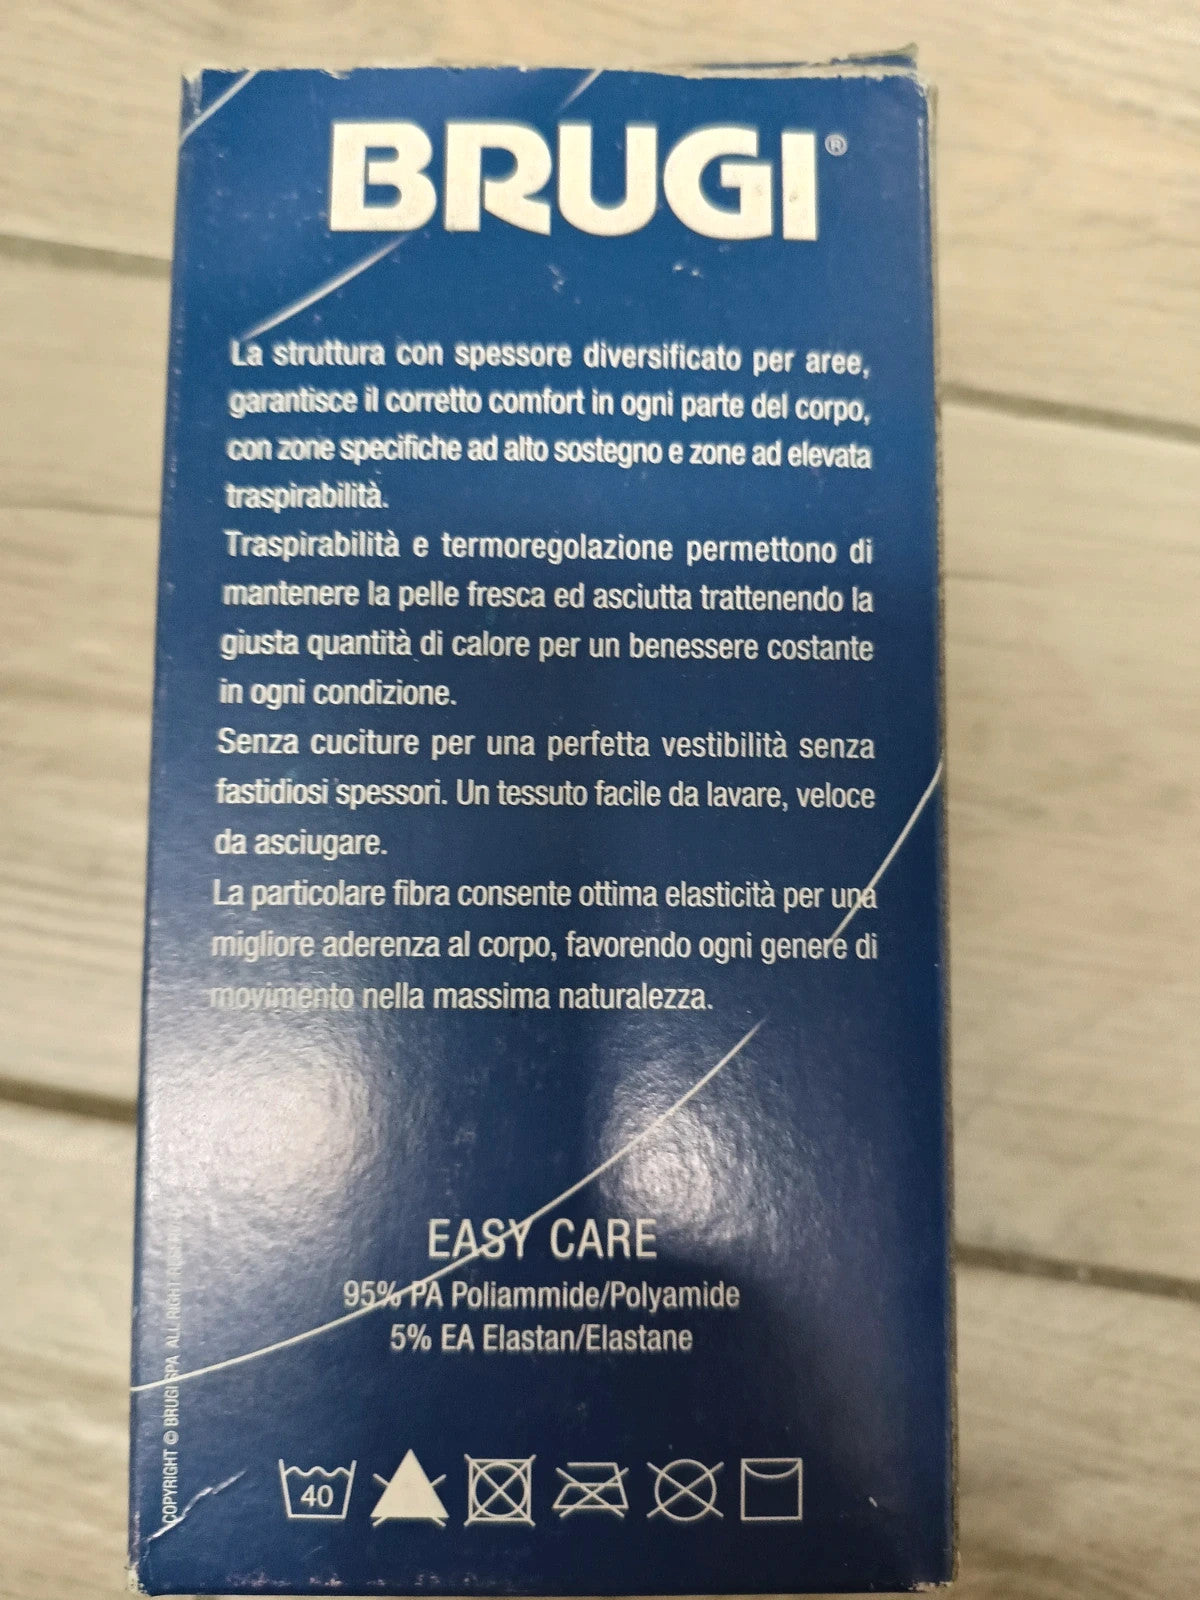 BRUGI®
La struttura con spessore diversificato per aree,
garantisce il corretto comfort in ogni parte del corpo,
con zone specifiche ad alto sostegno e zone ad elevata
traspirabilità.
Traspirabilità e termoregolazione permettono di
mantenere la pelle fresca ed asciutta trattenendo la
giusta quantità di calore per un benessere costante
in ogni condizione.
Senza cuciture per una perfetta vestibilità senza
fastidiosi spessori. Un tessuto facile da lavare, veloce
da asciugare.
La particolare fibra consente ottima elasticità per una
migliore aderenza al corpo, favorendo ogni genere di
movimento nella massima naturalezza.
EASY CARE
95% PA Poliammide/Polyamide
5% EA Elastan/Elastane
40
COPYRIGHT © BRUGI SPA ALL RIGHT